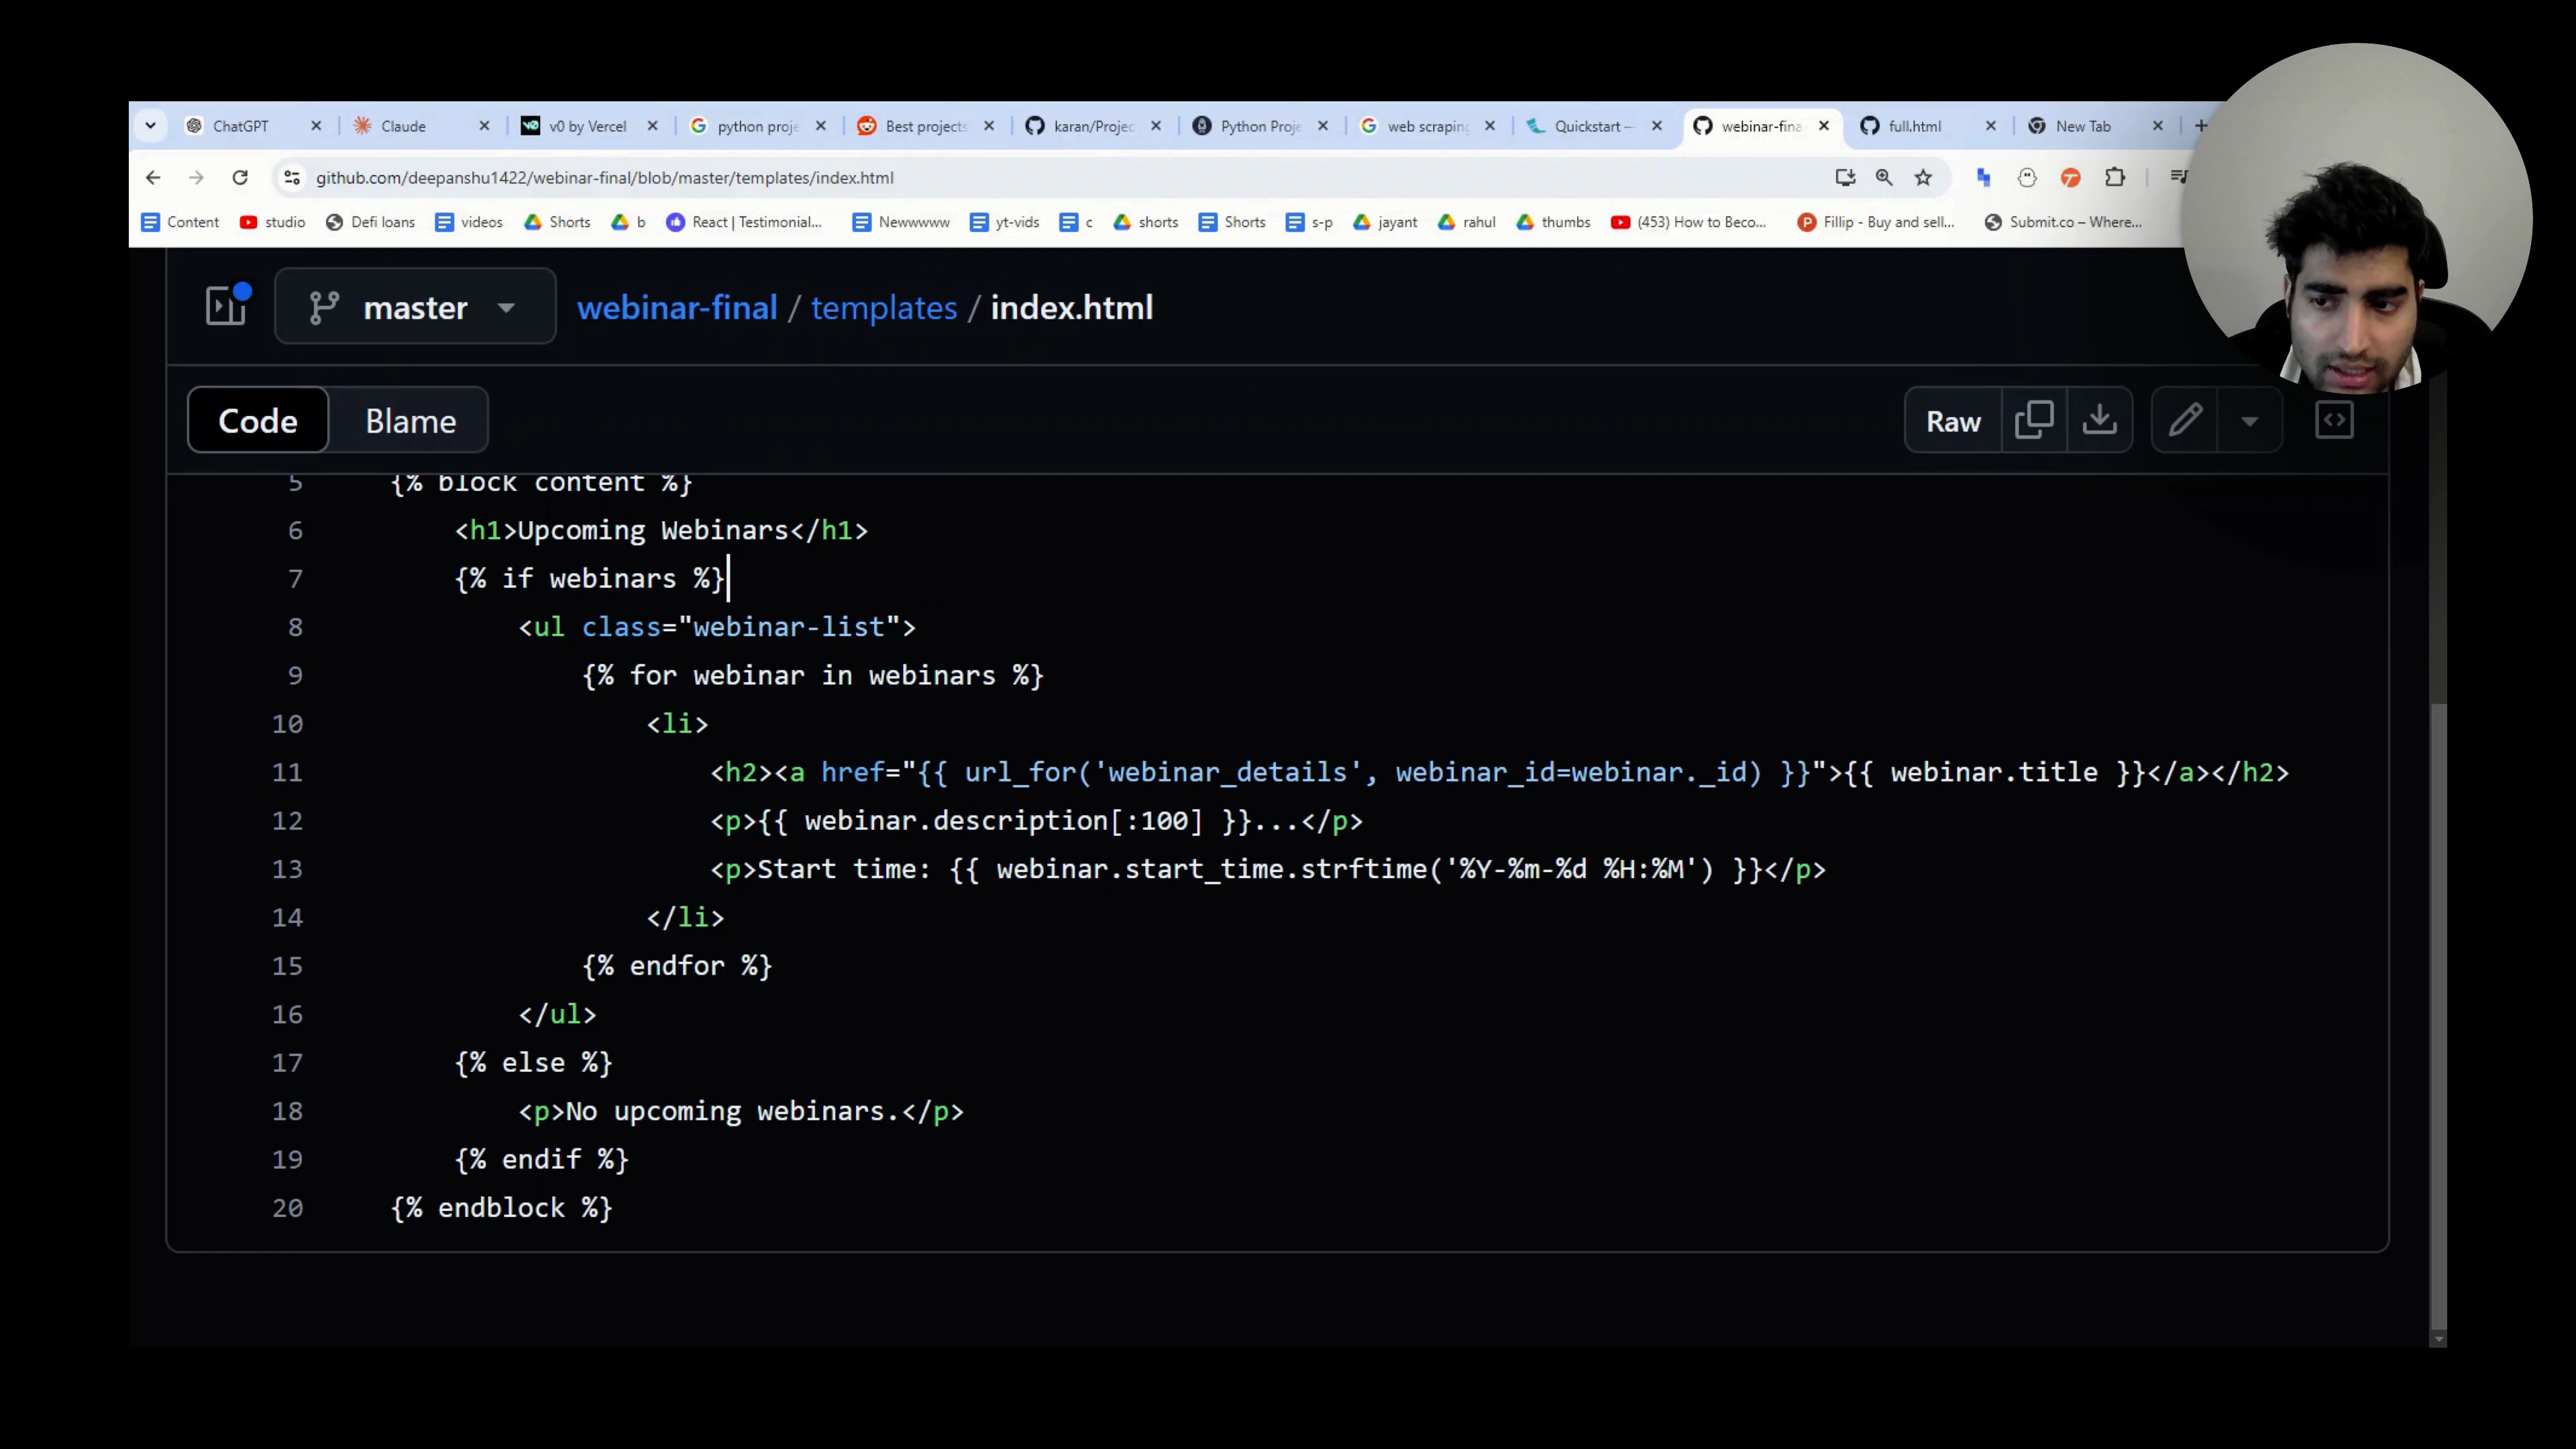 ChatGPT
Claude
v0 by Vercel
python proje
Best projects
karan/Projec
Python Proje
web scraping
Quickstart —
webinar-fina
full.html
New Tab
github.com/deepanshu1422/webinar-final/blob/master/templates/index.html
Content
studio
Defi loans
videos
Shorts
b
React | Testimonial...
Newwwww
yt-vids
c
shorts
Shorts
s-p
jayant
rahul
thumbs
(453) How to Beco...
Fillip - Buy and sell...
Submit.co – Where...
master
webinar-final / templates / index.html
Code
Blame
Raw
5 {% block content %}
6 <h1>Upcoming Webinars</h1>
7 {% if webinars %}
8 <ul class="webinar-list">
9 {% for webinar in webinars %}
10 <li>
11 <h2><a href="{{ url_for('webinar_details', webinar_id=webinar._id) }}">{{ webinar.title }}</a></h2>
12 <p>{{ webinar.description[:100] }}...</p>
13 <p>Start time: {{ webinar.start_time.strftime('%Y-%m-%d %H:%M') }}</p>
14 </li>
15 {% endfor %}
16 </ul>
17 {% else %}
18 <p>No upcoming webinars.</p>
19 {% endif %}
20 {% endblock %}